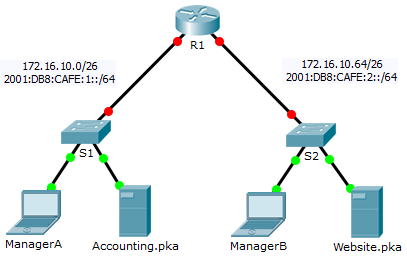 R1
172.16.10.0/26
2001:DB8:CAFE:1::/64
172.16.10.64/26
2001:DB8:CAFE:2::/64
S1
S2
ManagerA
Accounting.pka
ManagerB
Website.pka